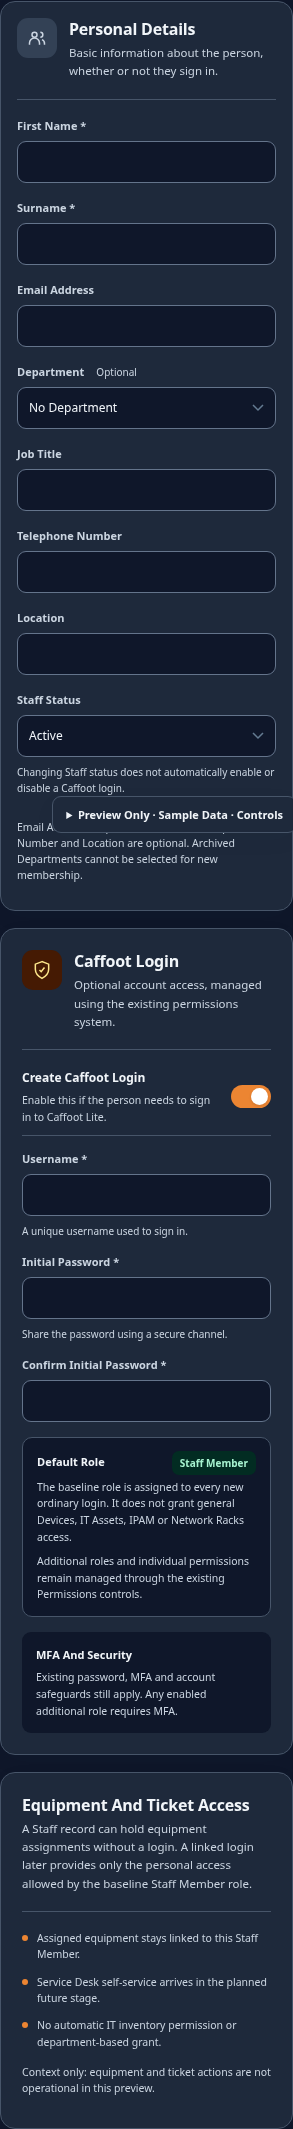 Personal Details
Basic information about the person,
whether or not they sign in.
First Name *
Surname *
Email Address
Department Optional
No Department
Job Title
Telephone Number
Location
Staff Status
Active
Changing Staff status does not automatically enable or
disable a Caffoot login.
▶ Preview Only · Sample Data · Controls
Email
Number and Location are optional. Archived
Departments cannot be selected for new
membership.
Caffoot Login
Optional account access, managed
using the existing permissions
system.
Create Caffoot Login
Enable this if the person needs to sign
in to Caffoot Lite.
Username *
A unique username used to sign in.
Initial Password *
Share the password using a secure channel.
Confirm Initial Password *
Default Role Staff Member
The baseline role is assigned to every new
ordinary login. It does not grant general
Devices, IT Assets, IPAM or Network Racks
access.
Additional roles and individual permissions
remain managed through the existing
Permissions controls.
MFA And Security
Existing password, MFA and account
safeguards still apply. Any enabled
additional role requires MFA.
Equipment And Ticket Access
A Staff record can hold equipment
assignments without a login. A linked login
later provides only the personal access
allowed by the baseline Staff Member role.
Assigned equipment stays linked to this Staff
Member.
Service Desk self-service arrives in the planned
future stage.
No automatic IT inventory permission or
department-based grant.
Context only: equipment and ticket actions are not
operational in this preview.